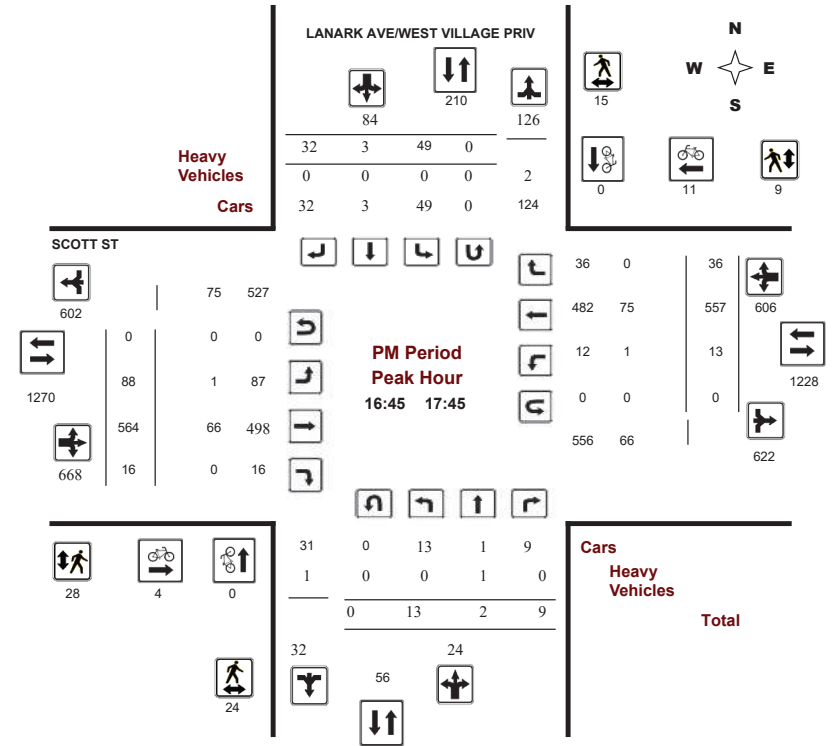 LANARK AVE/WEST VILLAGE PRIV
N
W E
S
210
15
84
126
32 3 49 0
Heavy
Vehicles
0 0 0 0 2
Cars
32 3 49 0 124
0 11 9
SCOTT ST
602
75 527
0 0 0
1270
88 1 87
564 66 498
668
16 0 16
PM Period
Peak Hour
16:45 17:45
36 0 36
482 75 557 606
12 1 13
1228
0 0 0
556 66
622
31 0 13 1 9
Cars
1 0 0 1 0
Heavy
Vehicles
0 13 2 9
Total
28 4 0
32 24
56
24